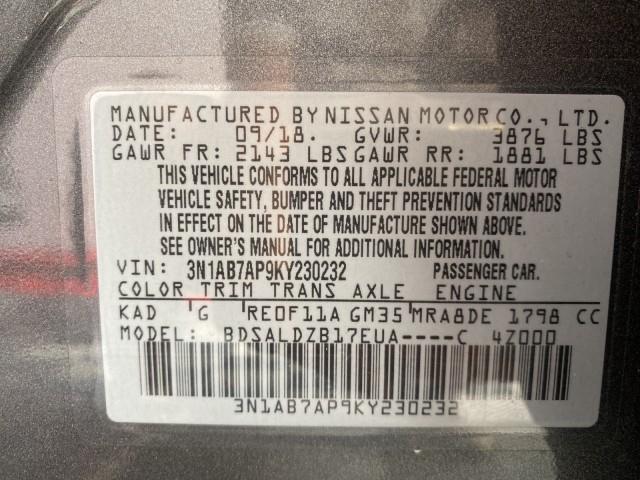 MANUFACTURED BY NISSAN MOTOR CO., LTD.
DATE: 09/18. GVWR: 3876 LBS
GAWR FR: 2143 LBS GAWR RR: 1881 LBS
THIS VEHICLE CONFORMS TO ALL APPLICABLE FEDERAL MOTOR
VEHICLE SAFETY, BUMPER AND THEFT PREVENTION STANDARDS
IN EFFECT ON THE DATE OF MANUFACTURE SHOWN ABOVE.
SEE OWNER'S MANUAL FOR ADDITIONAL INFORMATION.
VIN: 3N1AB7AP9KY230232 PASSENGER CAR.
COLOR TRIM TRANS AXLE ENGINE
KAD G RE0F11A GM35 MRA8DE 1798 CC
MODEL: BDSALDZB17EUA----C 4Z000
3N1AB7AP9KY230232